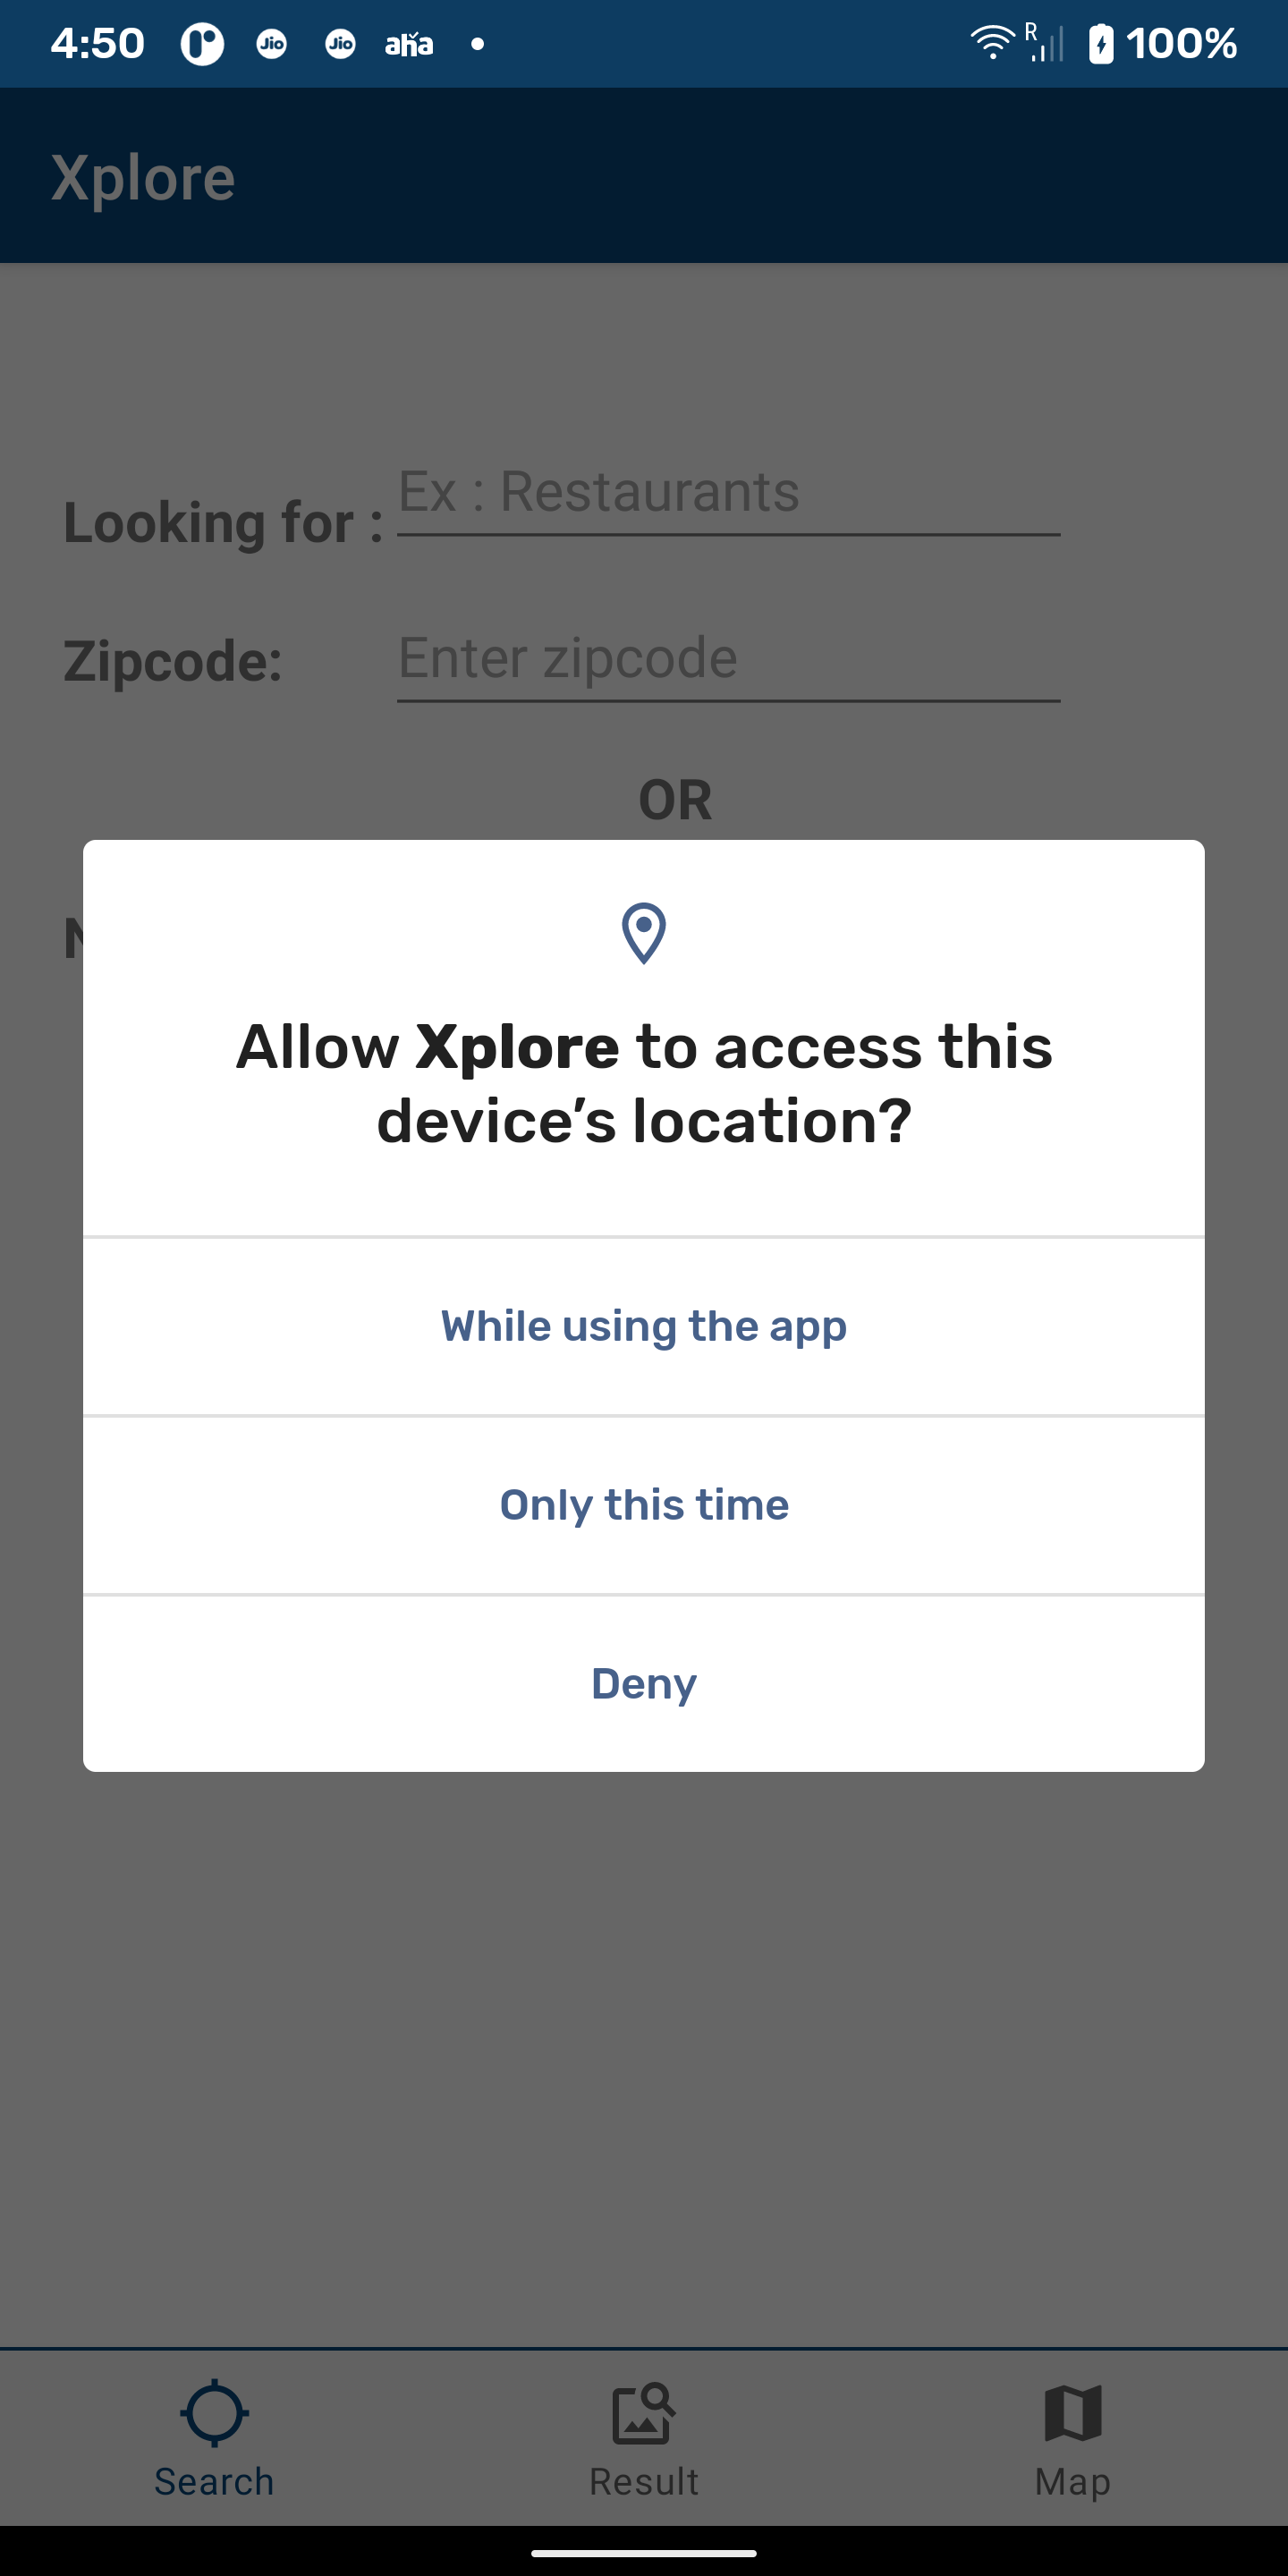 4:50 Jio Jio aha R 100%
Xplore
Ex : Restaurants
Looking for :
Zipcode: Enter zipcode
OR
Allow Xplore to access this
device’s location?
While using the app
Only this time
Deny
Search Result Map